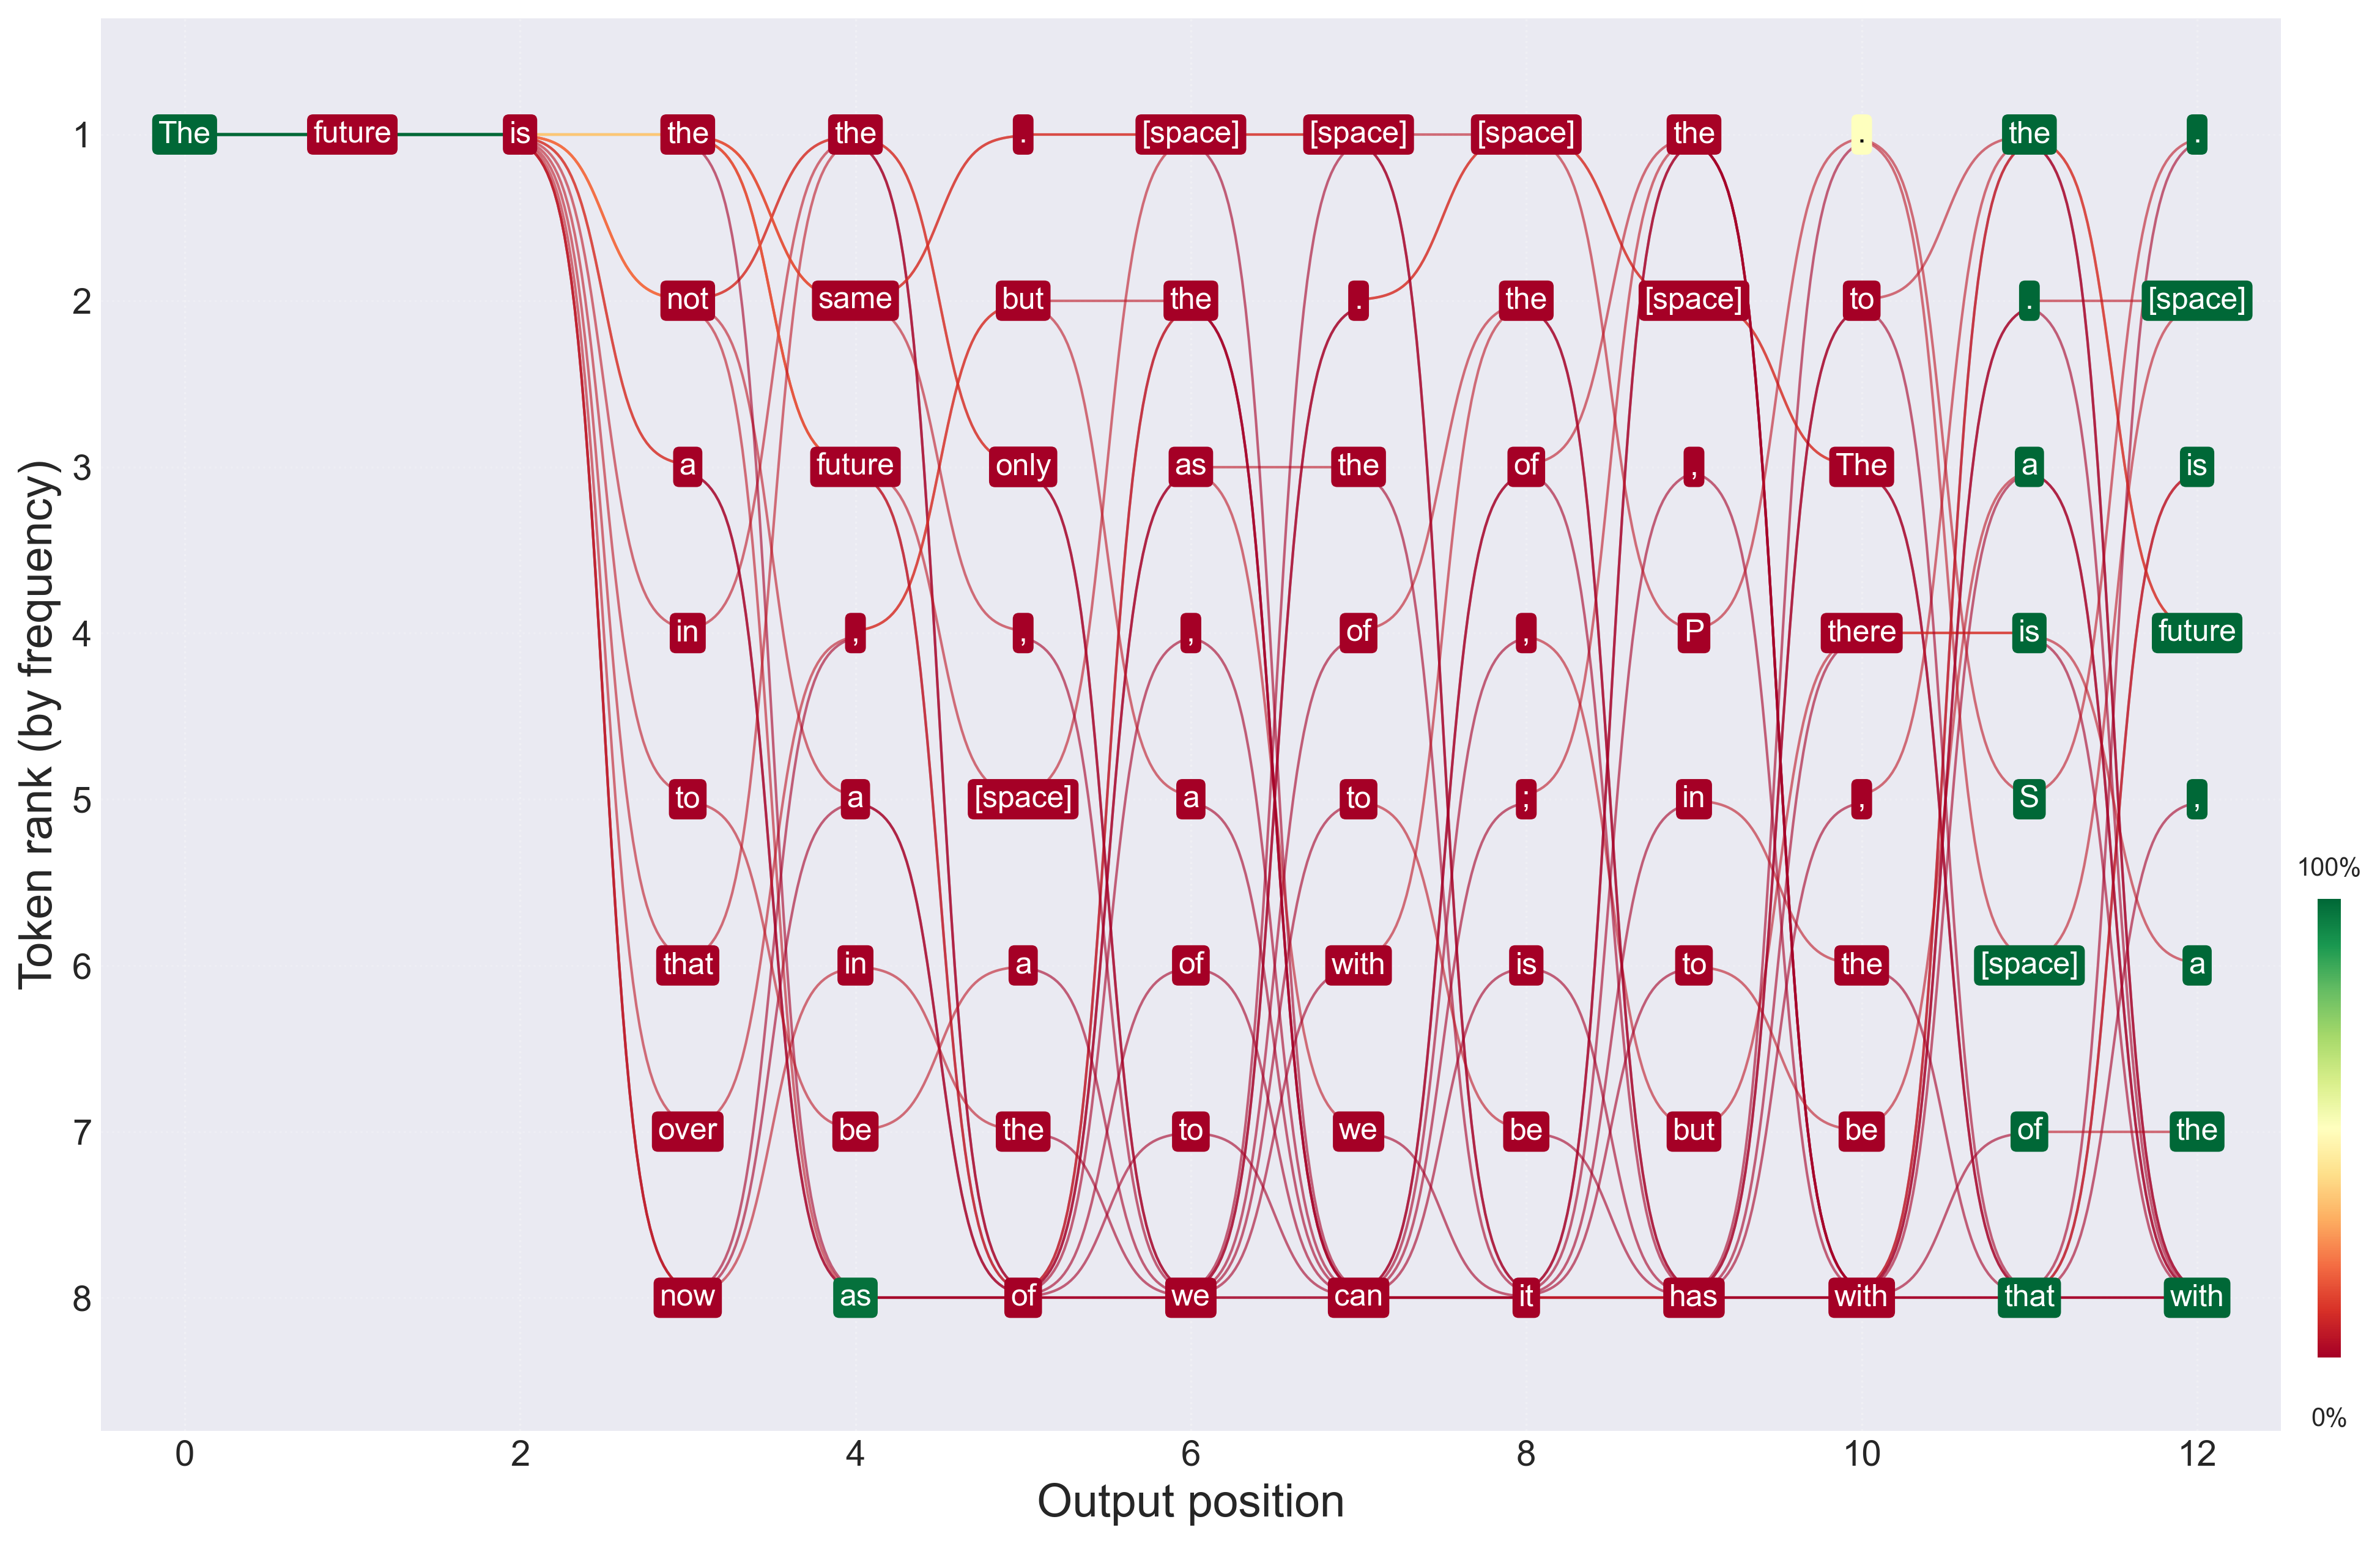 1 The future is the the . [space] [space] [space] the . the .
2 not same but the . the [space] to . [space]
3 a future only as the of , The a is
4 in , , , of , P there is future
5 to a [space] a to ; in , S ,
6 that in a of with is to the [space] a
7 over be the to we be but be of the
8 now as of we can it has with that with
Token rank (by frequency)
0 2 4 6 8 10 12
Output position
100%
0%